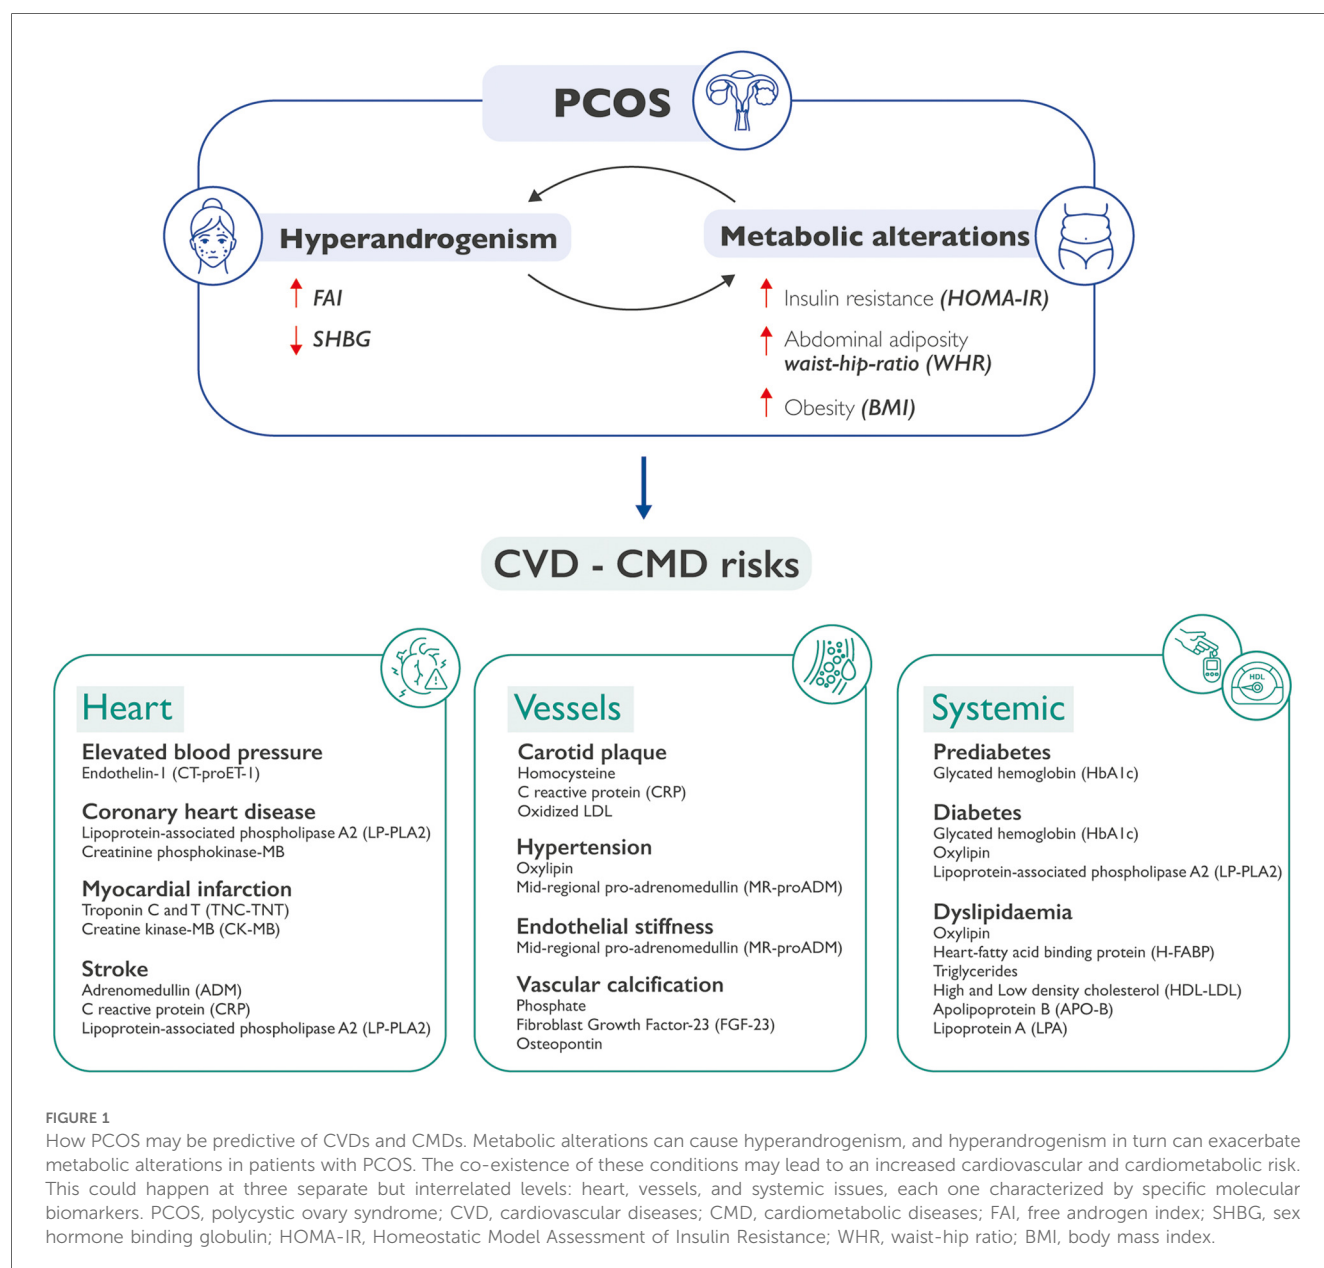 PCOS
Hyperandrogenism
FAI
SHBG
Metabolic alterations
Insulin resistance (HOMA-IR)
Abdominal adiposity
waist-hip-ratio (WHR)
Obesity (BMI)
CVD - CMD risks
Heart
Elevated blood pressure
Endothelin-1 (CT-proET-1)
Coronary heart disease
Lipoprotein-associated phospholipase A2 (LP-PLA2)
Creatinine phosphokinase-MB
Myocardial infarction
Troponin C and T (TNC-TNT)
Creatine kinase-MB (CK-MB)
Stroke
Adrenomedullin (ADM)
C reactive protein (CRP)
Lipoprotein-associated phospholipase A2 (LP-PLA2)
Vessels
Carotid plaque
Homocysteine
C reactive protein (CRP)
Oxidized LDL
Hypertension
Oxylipin
Mid-regional pro-adrenomedullin (MR-proADM)
Endothelial stiffness
Mid-regional pro-adrenomedullin (MR-proADM)
Vascular calcification
Phosphate
Fibroblast Growth Factor-23 (FGF-23)
Osteopontin
HDL
Systemic
Prediabetes
Glycated hemoglobin (HbA1c)
Diabetes
Glycated hemoglobin (HbA1c)
Oxylipin
Lipoprotein-associated phospholipase A2 (LP-PLA2)
Dyslipidaemia
Oxylipin
Heart-fatty acid binding protein (H-FABP)
Triglycerides
High and Low density cholesterol (HDL-LDL)
Apolipoprotein B (APO-B)
Lipoprotein A (LPA)
FIGURE 1
How PCOS may be predictive of CVDs and CMDs. Metabolic alterations can cause hyperandrogenism, and hyperandrogenism in turn can exacerbate
metabolic alterations in patients with PCOS. The co-existence of these conditions may lead to an increased cardiovascular and cardiometabolic risk.
This could happen at three separate but interrelated levels: heart, vessels, and systemic issues, each one characterized by specific molecular
biomarkers. PCOS, polycystic ovary syndrome; CVD, cardiovascular diseases; CMD, cardiometabolic diseases; FAI, free androgen index; SHBG, sex
hormone binding globulin; HOMA-IR, Homeostatic Model Assessment of Insulin Resistance; WHR, waist-hip ratio; BMI, body mass index.